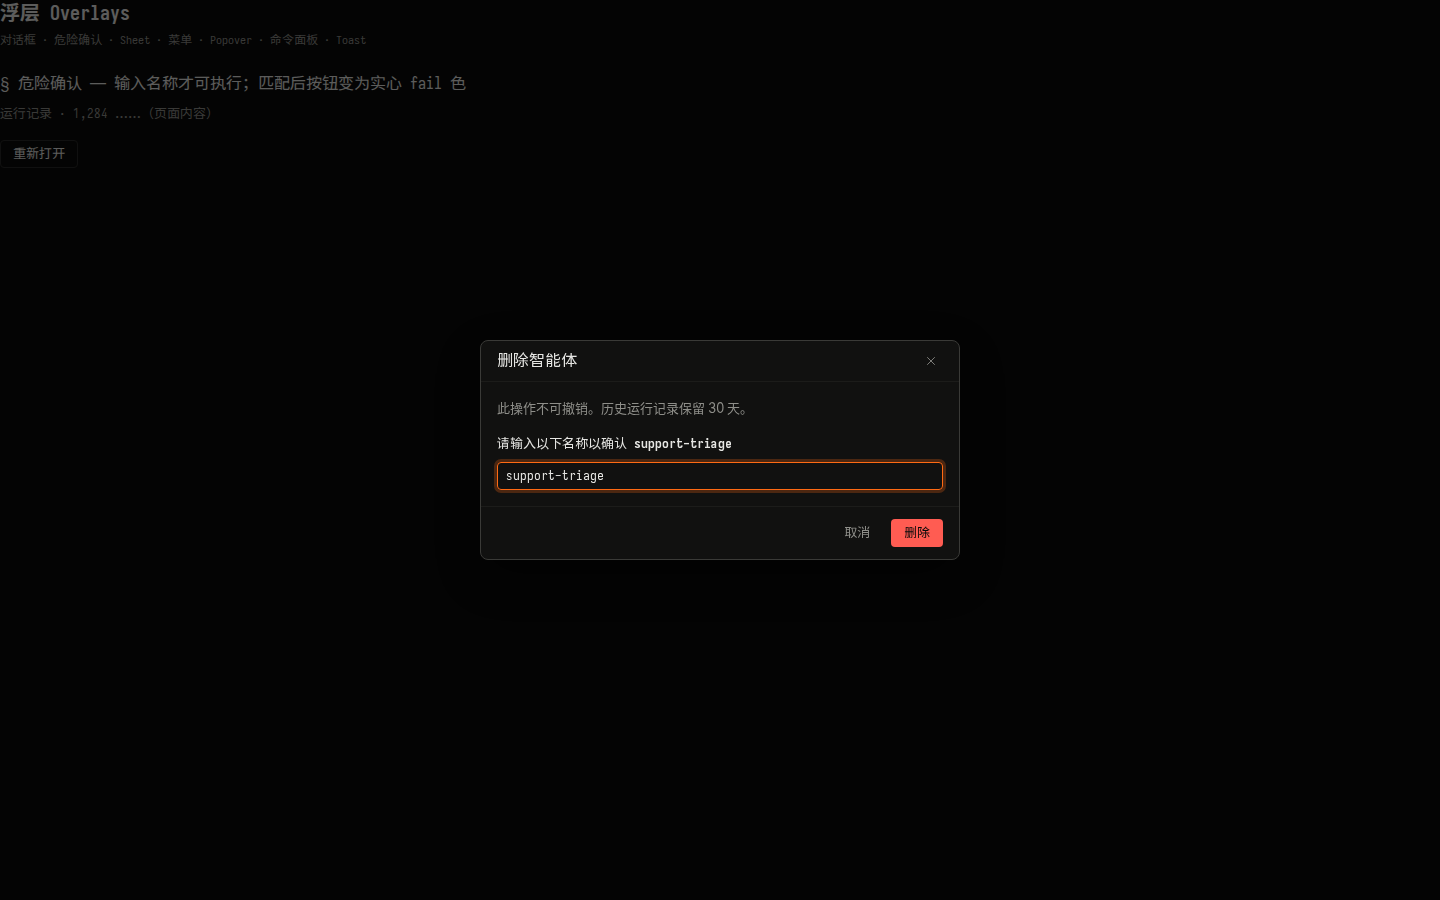 浮层 Overlays
对话框 · 危险确认 · Sheet · 菜单 · Popover · 命令面板 · Toast
§ 危险确认 — 输入名称才可执行；匹配后按钮变为实心 fail 色
运行记录 · 1,284 ……（页面内容）
重新打开
删除智能体
此操作不可撤销。历史运行记录保留 30 天。
请输入以下名称以确认 support-triage
support-triage
取消 删除